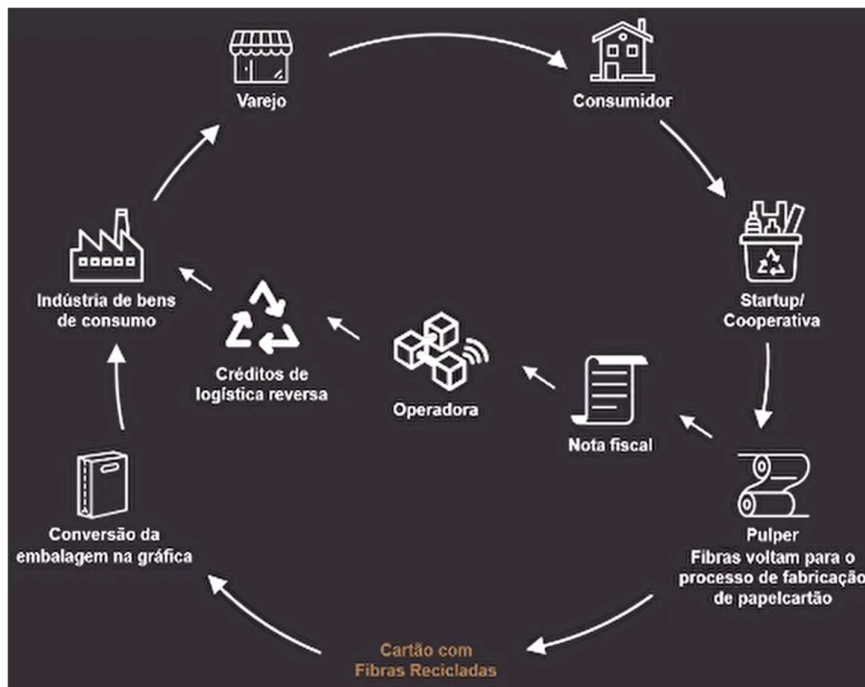 Varejo
Consumidor
Indústria de bens
de consumo
Startup/
Cooperativa
Créditos de
logística reversa
Operadora
Nota fiscal
Conversão da
embalagem na gráfica
Pulper
Fibras voltam para o
processo de fabricação
de papelcartão
Cartão com
Fibras Recicladas